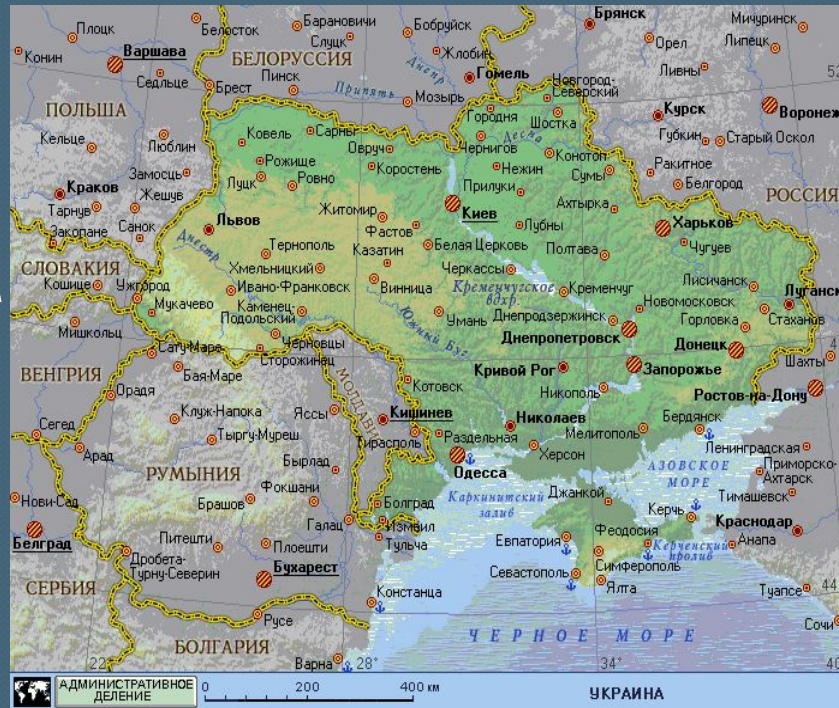 Плоцк
Белосток
Барановичи
Слуцк
Бобруйск
Брянск
Мичуринск
Конин
Варшава
БЕЛОРУССИЯ
Жлобин
Орел
Липецк
Седльце
Брест
Пинск
Днепр
Гомель
Ливны
52
ПОЛЬША
Припять
Мозырь
Новгород-
Северский
Курск
Воронеж
Кельце
Люблин
Ковель
Сарны
Овруч
Городня
Шостка
Десна
Губкин
Старый Оскол
Чернигов
Конотоп
Краков
Замосць
Рожище
Коростень
Нежин
Сумы
Ракитное
Жешув
Луцк
Ровно
Прилуки
Белгород
РОССИЯ
Тарнув
Закопане
Санок
Львов
Житомир
Киев
Ахтырка
Харьков
Фастов
Лубны
Днестр
Тернополь
Казатин
Белая Церковь
Полтава
Чугуев
СЛОВАКИЯ
Хмельницкий
Черкассы
Кошице
Ужгород
Ивано-Франковск
Винница
Кременчугское
вдхр.
Кременчуг
Лисичанск
Луганск
Мукачево
Каменец-
Подольский
Южный Буг
Умань
Новомосковск
Днепродзержинск
Горловка
Стаханов
Мишкольц
Черновцы
Днепропетровск
Донецк
Сату-Маре
Сторожинец
Шахты
ВЕНГРИЯ
Бая-Маре
МОЛДАВИЯ
Кривой Рог
Запорожье
Орадя
Котовск
Никополь
Ростов-на-Дону
Клуж-Напока
Яссы
Кишинев
Николаев
Бердянск
Сегед
Тыргу-Муреш
Тирасполь
Раздельная
Мелитополь
Ленинградская
Арад
Херсон
РУМЫНИЯ
Бырлад
Одесса
АЗОВСКОЕ
МОРЕ
Приморско-
Ахтарск
Нови-Сад
Фокшани
Каркинитский
залив
Джанкой
Тимашевск
Брашов
Болград
Керчь
Белград
Галац
Измаил
Феодосия
Краснодар
Питешти
Плоешти
Тульча
Евпатория
Керченский
пролив
Анапа
Дробета-
Турну-Северин
Бухарест
Симферополь
44
СЕРБИЯ
Севастополь
Ялта
Констанца
Туапсе
Русе
Сочи
БОЛГАРИЯ
ЧЕРНОЕ МОРЕ
22
Варна
28°
34°
40
АДМИНИСТРАТИВНОЕ
ДЕЛЕНИЕ
0 200 400 км
УКРАИНА